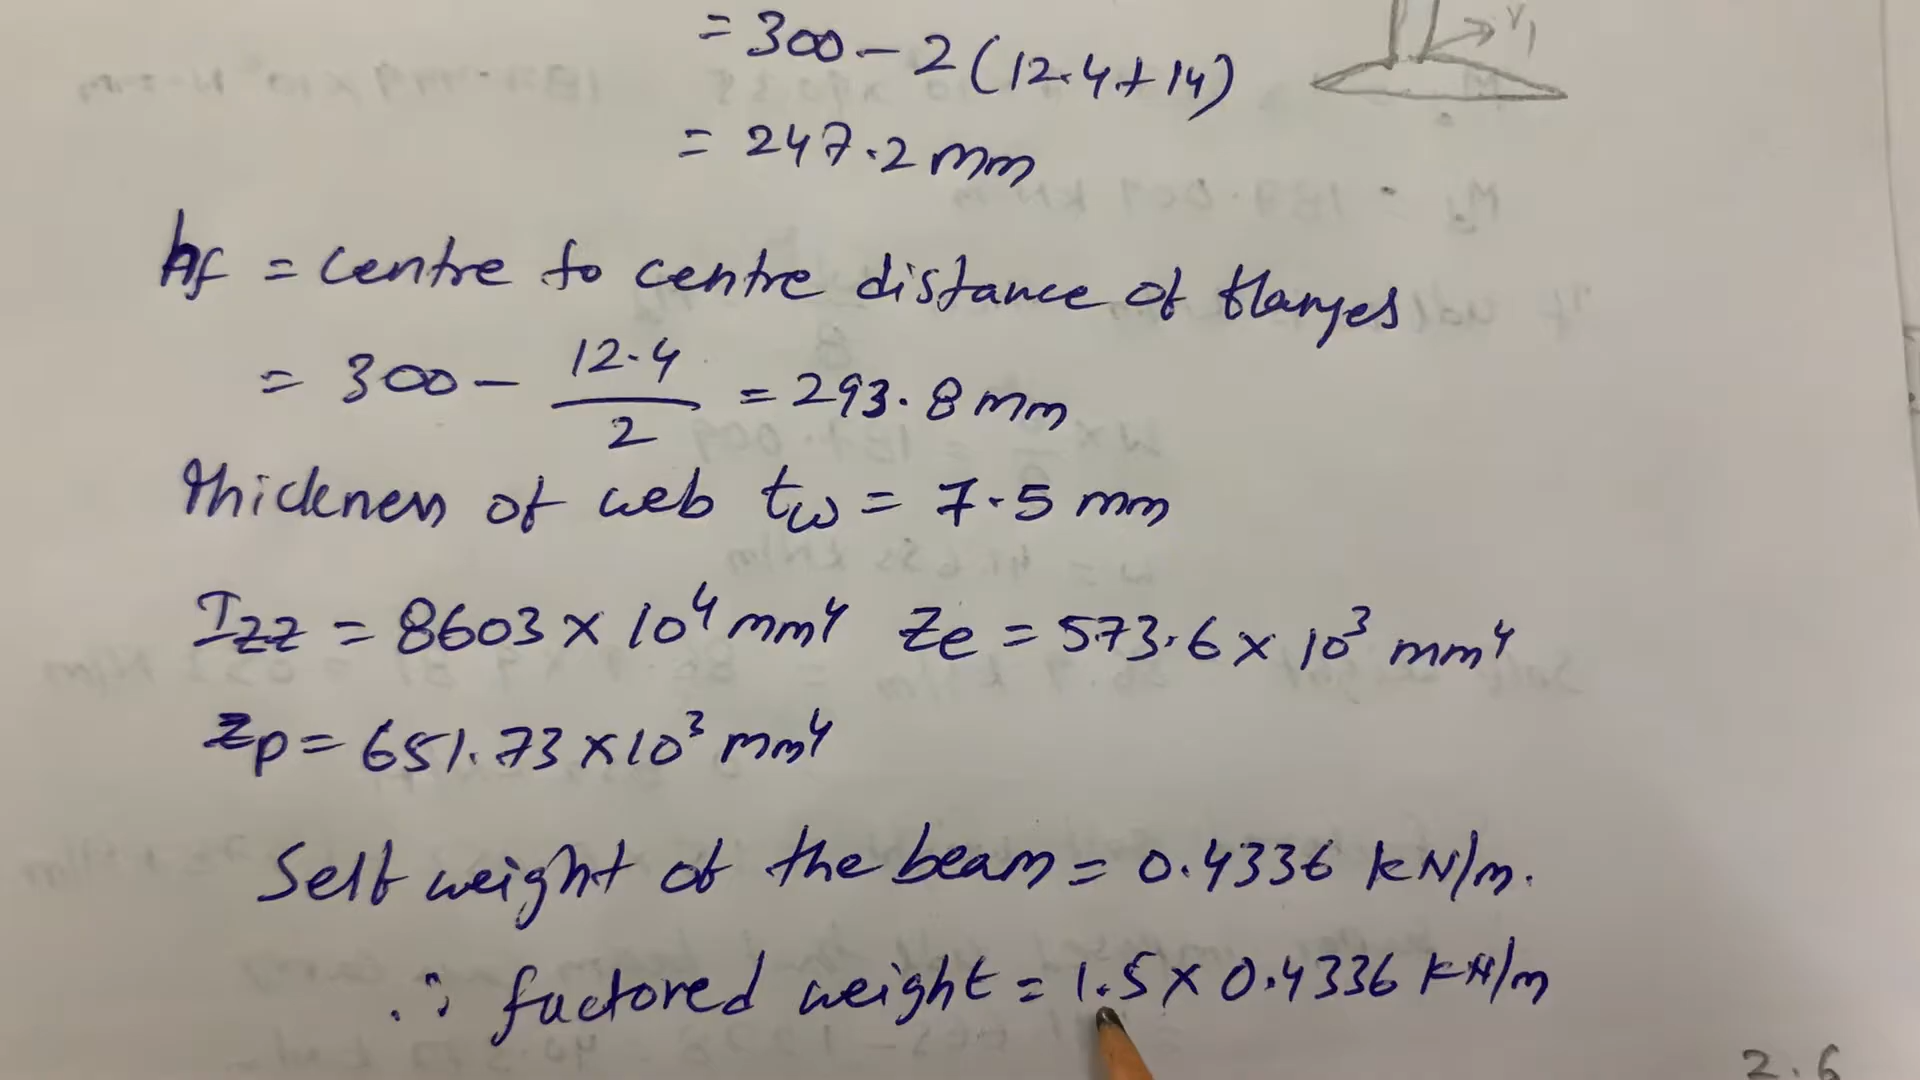 = 300 - 2(12.4+14)
= 247.2 mm
hf = centre to centre distance of flanges
= 300 - 12.4/2 = 293.8 mm
thickness of web tw = 7.5 mm
Izz = 8603 × 10⁴ mm⁴ Ze = 573.6 × 10³ mm⁴
Zp = 651.73 × 10³ mm⁴
Self weight of the beam = 0.4336 kN/m.
∴ factored weight = 1.5 × 0.4336 kN/m
2.6